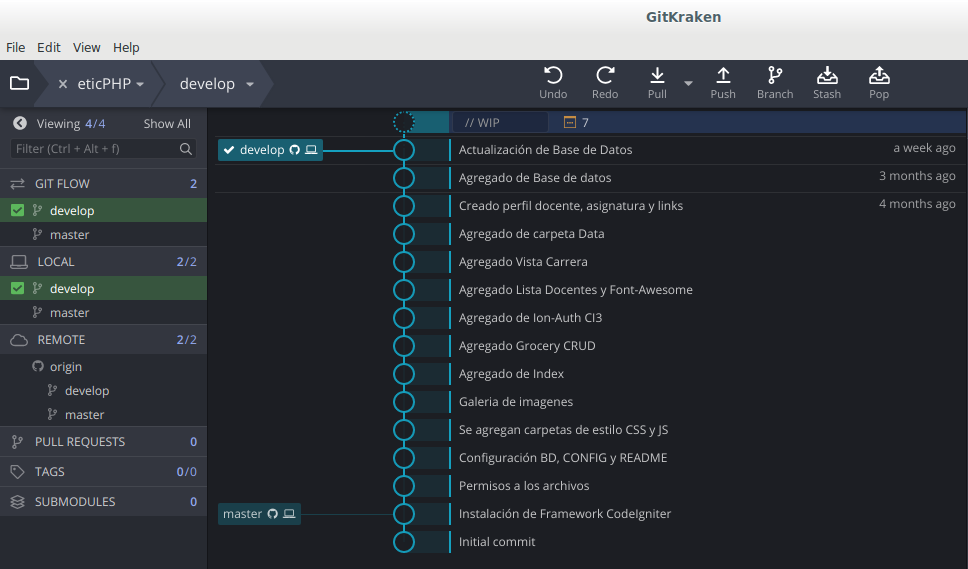 GitKraken
File Edit View Help
eticPHP develop Undo Redo Pull Push Branch Stash Pop
Viewing 4/4 Show All
Filter (Ctrl + Alt + f)
GIT FLOW 2
develop
master
LOCAL 2/2
develop
master
REMOTE 2/2
origin
develop
master
PULL REQUESTS 0
TAGS 0/0
SUBMODULES 0
// WIP 7
develop Actualización de Base de Datos a week ago
Agregado de Base de datos 3 months ago
Creado perfil docente, asignatura y links 4 months ago
Agregado de carpeta Data
Agregado Vista Carrera
Agregado Lista Docentes y Font-Awesome
Agregado de Ion-Auth CI3
Agregado Grocery CRUD
Agregado de Index
Galeria de imagenes
Se agregan carpetas de estilo CSS y JS
Configuración BD, CONFIG y README
Permisos a los archivos
master Instalación de Framework CodeIgniter
Initial commit